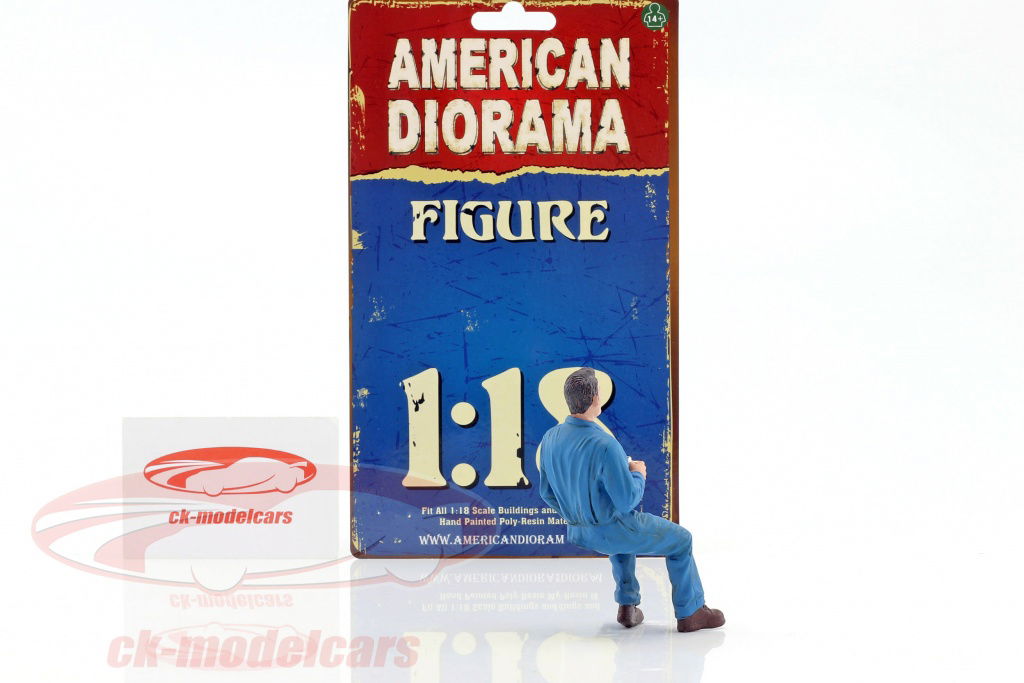 14+
AMERICAN
DIORAMA
FIGURE
1:18
Fit All 1:18 Scale Buildings and
Hand Painted Poly-Resin Mate
WWW.AMERICANDIORAM
ck-modelcars
ck-modelcars